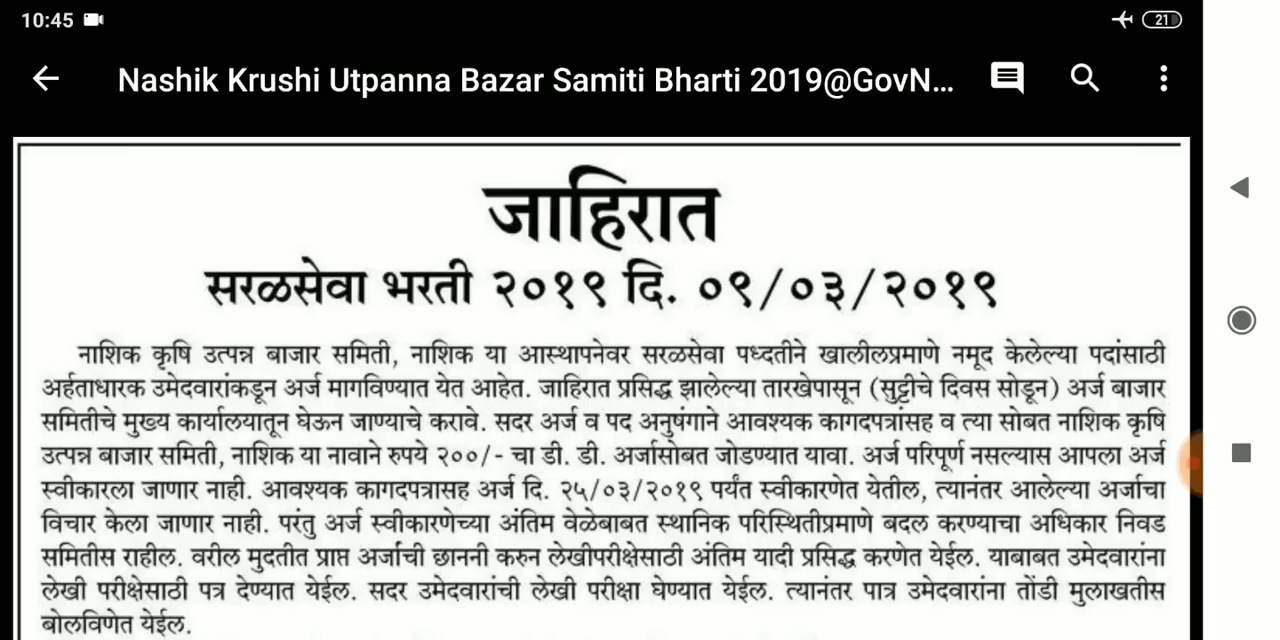 10:45
21
Nashik Krushi Utpanna Bazar Samiti Bharti 2019@GovN...
जाहिरात
सरळसेवा भरती २०१९ दि. ०९/०३/२०१९
नाशिक कृषि उत्पन्न बाजार समिती, नाशिक या आस्थापनेवर सरळसेवा पध्दतीने खालीलप्रमाणे नमूद केलेल्या पदांसाठी
अर्हताधारक उमेदवारांकडून अर्ज मागविण्यात येत आहेत. जाहिरात प्रसिद्ध झालेल्या तारखेपासून (सुट्टीचे दिवस सोडून) अर्ज बाजार
समितीचे मुख्य कार्यालयातून घेऊन जाण्याचे करावे. सदर अर्ज व पद अनुषंगाने आवश्यक कागदपत्रांसह व त्या सोबत नाशिक कृषि
उत्पन्न बाजार समिती, नाशिक या नावाने रुपये २००/- चा डी. डी. अर्जासोबत जोडण्यात यावा. अर्ज परिपूर्ण नसल्यास आपला अर्ज
स्वीकारला जाणार नाही. आवश्यक कागदपत्रासह अर्ज दि. २५/०३/२०१९ पर्यंत स्वीकारणेत येतील, त्यानंतर आलेल्या अर्जाचा
विचार केला जाणार नाही. परंतु अर्ज स्वीकारणेच्या अंतिम वेळेबाबत स्थानिक परिस्थितीप्रमाणे बदल करण्याचा अधिकार निवड
समितीस राहील. वरील मुदतीत प्राप्त अर्जाची छाननी करुन लेखीपरीक्षेसाठी अंतिम यादी प्रसिद्ध करणेत येईल. याबाबत उमेदवारांना
लेखी परीक्षेसाठी पत्र देण्यात येईल. सदर उमेदवारांची लेखी परीक्षा घेण्यात येईल. त्यानंतर पात्र उमेदवारांना तोंडी मुलाखतीस
बोलविणेत येईल.